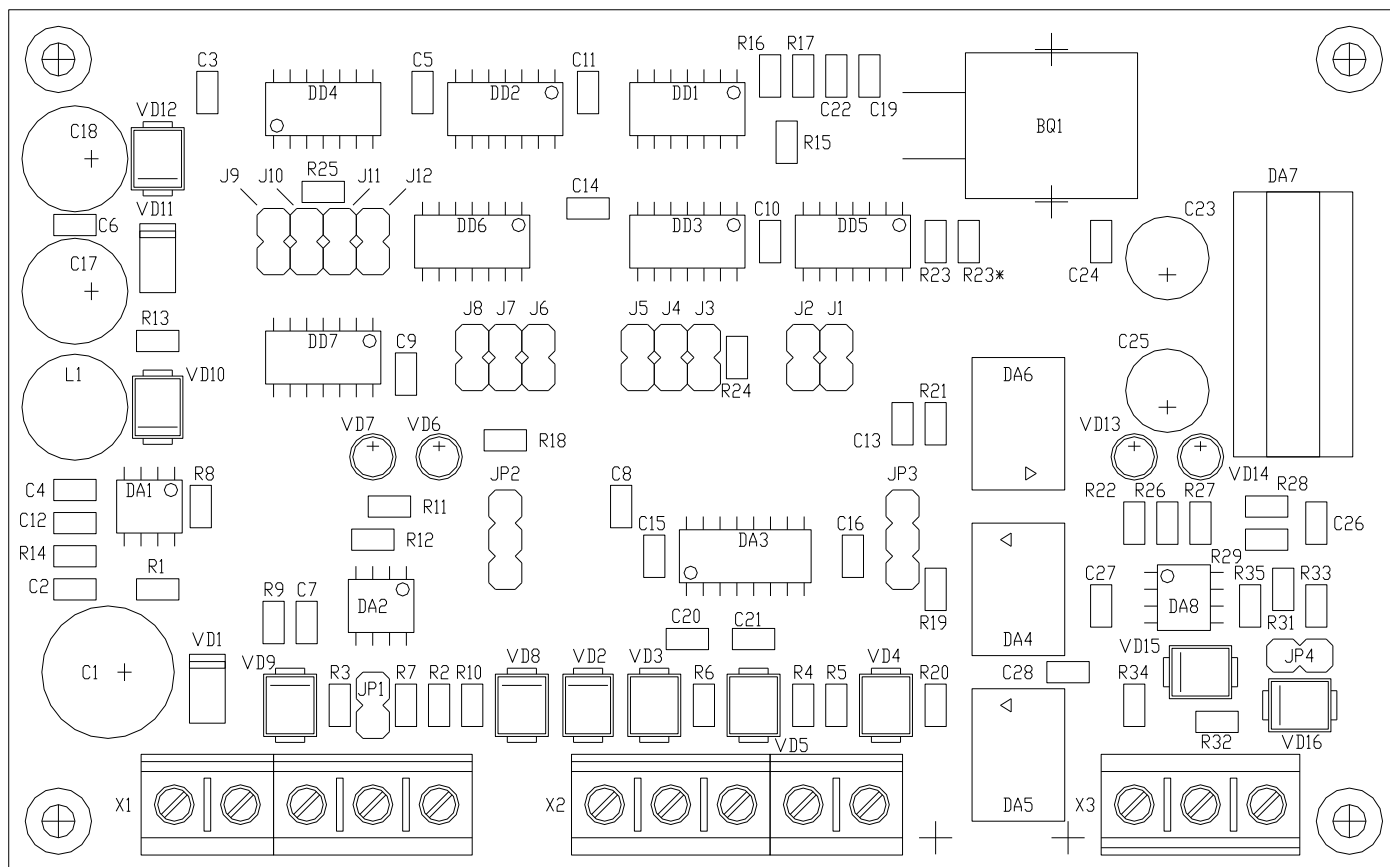 R16 R17
C3 C5 C11
VD12 DD4 DD2 DD1 C22 C19
C18 BQ1
R15
J9 J10 R25 J11 J12 C14 DA7
VD11
C6 DD6 DD3 C10 DD5 C23
C17 R23 R23* C24
R13 J8 J7 J6 J5 J4 J3 J2 J1
DD7 C9 C25
L1 VD10 R24 DA6
VD7 VD6 R18 C13 R21 VD13
R8 JP2 C8 JP3 VD14
C4 DA1 R22 R26 R27 R28
R11
C12 R12 C15 DA3 C16 C26
R14
R1 R29
C2 R9 C7 DA2 C27 DA8 R35 R33
R19 R31
C20 C21 DA4
VD1 VD15
C1 VD9 R3 JP1 R7 R2 R10 VD8 VD2 VD3 R6 R4 R5 VD4 R20 C28 R34 JP4
VD5 R32 VD16
X1 X2 DA5 X3